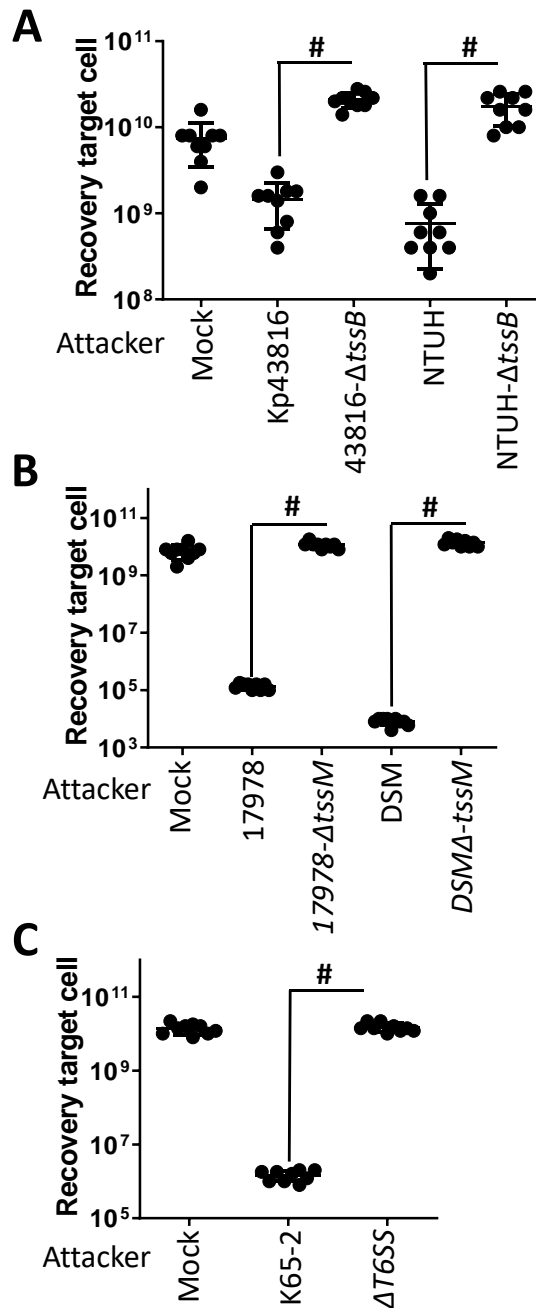 A
Recovery target cell
10¹¹
10¹⁰
10⁹
10⁸
# #
Attacker
Mock
Kp43816
43816-ΔtssB
NTUH
NTUH-ΔtssB
B
Recovery target cell
10¹¹
10⁹
10⁷
10⁵
10³
# #
Attacker
Mock
17978
17978-ΔtssM
DSM
DSMΔ-tssM
C
Recovery target cell
10¹¹
10⁹
10⁷
10⁵
#
Attacker
Mock
K65-2
ΔT6SS